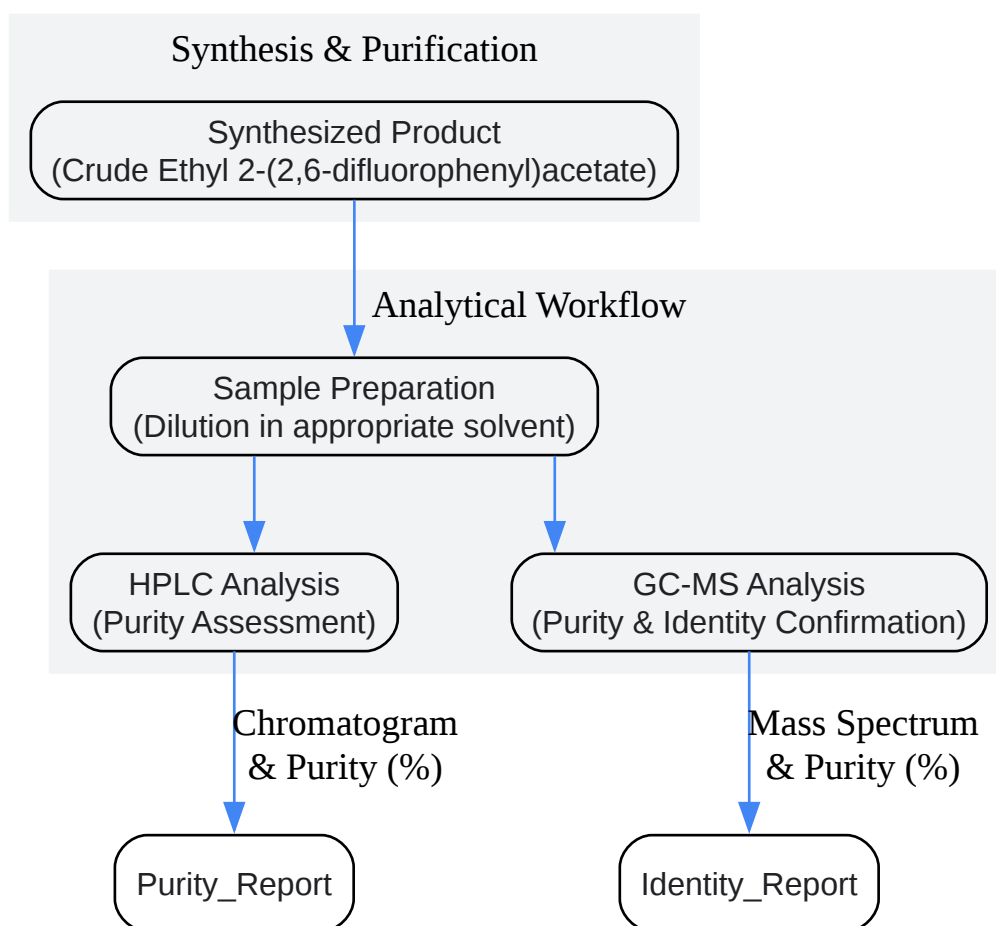 Synthesis & Purification
Synthesized Product
(Crude Ethyl 2-(2,6-difluorophenyl)acetate)
Analytical Workflow
Sample Preparation
(Dilution in appropriate solvent)
HPLC Analysis
(Purity Assessment)
GC-MS Analysis
(Purity & Identity Confirmation)
Chromatogram
& Purity (%)
Mass Spectrum
& Purity (%)
Purity_Report
Identity_Report